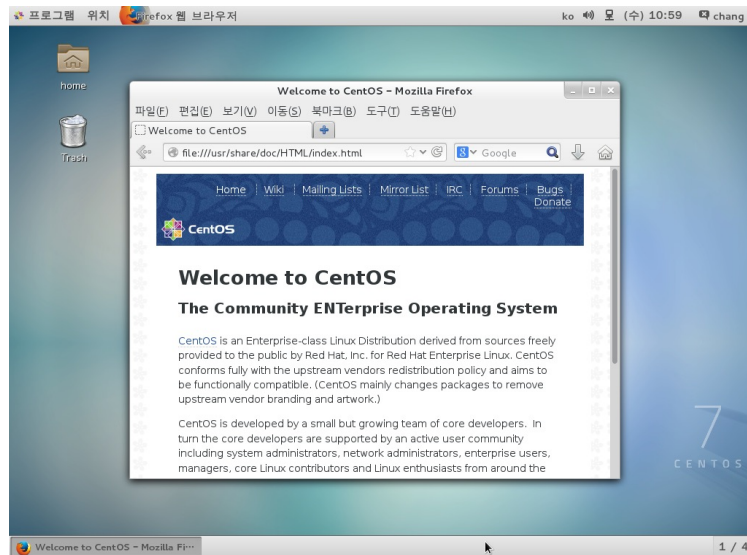 프로그램 위치 Firefox 웹 브라우저 ko (수) 10:59 chang
home
Trash
Welcome to CentOS - Mozilla Firefox
파일(F) 편집(E) 보기(V) 이동(S) 북마크(B) 도구(T) 도움말(H)
Welcome to CentOS
file:///usr/share/doc/HTML/index.html Google
Home Wiki Mailing Lists Mirror List IRC Forums Bugs
Donate
CentOS
Welcome to CentOS
The Community ENTerprise Operating System
CentOS is an Enterprise-class Linux Distribution derived from sources freely
provided to the public by Red Hat, Inc. for Red Hat Enterprise Linux. CentOS
conforms fully with the upstream vendors redistribution policy and aims to
be functionally compatible. (CentOS mainly changes packages to remove
upstream vendor branding and artwork.)
CentOS is developed by a small but growing team of core developers. In
turn the core developers are supported by an active user community
including system administrators, network administrators, enterprise users,
managers, core Linux contributors and Linux enthusiasts from around the
7
CENTOS
Welcome to CentOS - Mozilla Fi···
1 / 4